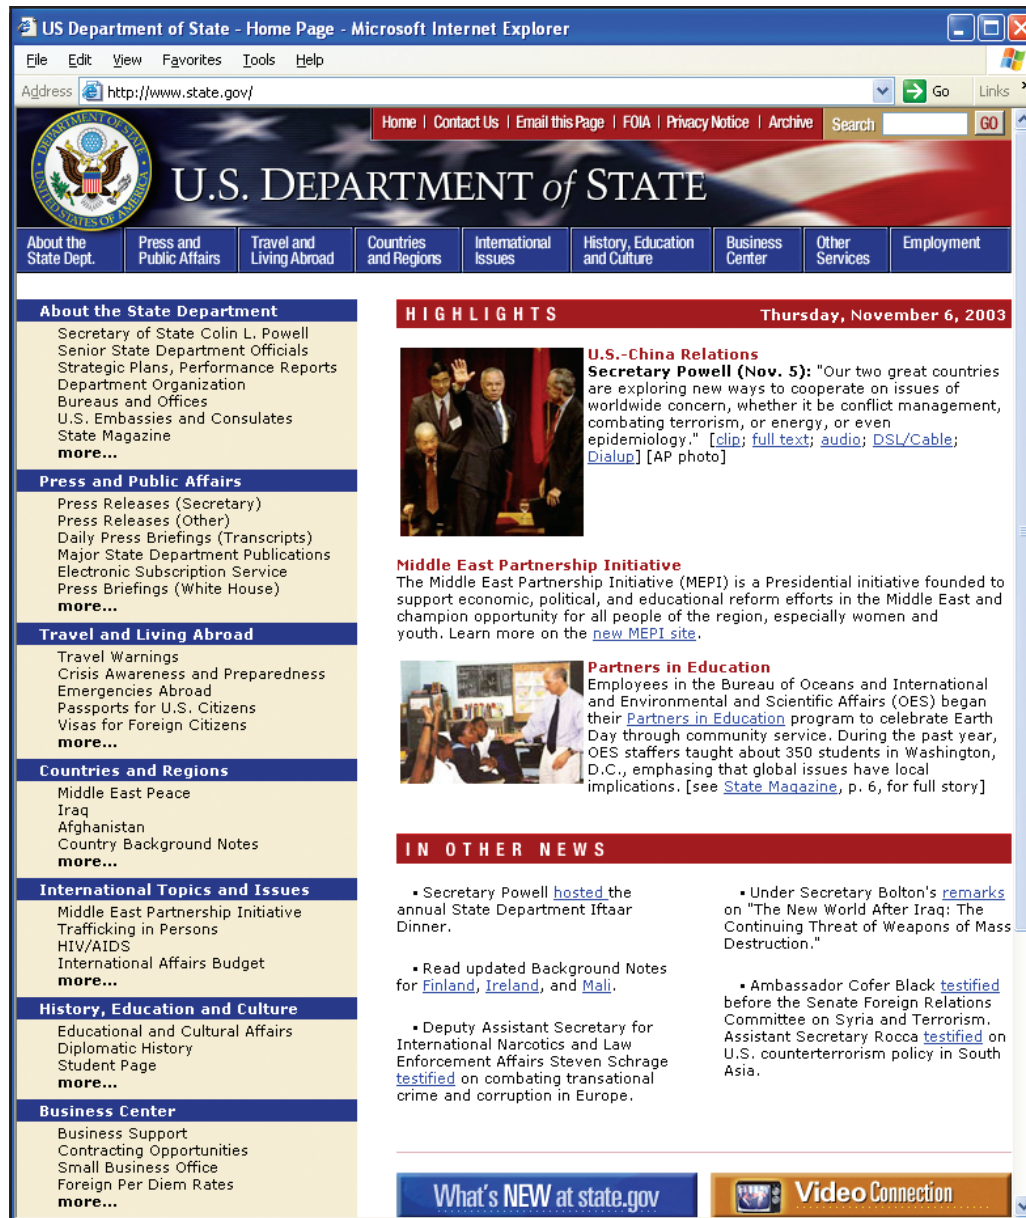 US Department of State - Home Page - Microsoft Internet Explorer
File Edit View Favorites Tools Help
Address http://www.state.gov/ Go Links
Home | Contact Us | Email this Page | FOIA | Privacy Notice | Archive Search GO
DEPARTMENT OF STATE
UNITED STATES OF AMERICA
U.S. DEPARTMENT of STATE
About the State Dept.
Press and Public Affairs
Travel and Living Abroad
Countries and Regions
International Issues
History, Education and Culture
Business Center
Other Services
Employment
About the State Department
Secretary of State Colin L. Powell
Senior State Department Officials
Strategic Plans, Performance Reports
Department Organization
Bureaus and Offices
U.S. Embassies and Consulates
State Magazine
more...
Press and Public Affairs
Press Releases (Secretary)
Press Releases (Other)
Daily Press Briefings (Transcripts)
Major State Department Publications
Electronic Subscription Service
Press Briefings (White House)
more...
Travel and Living Abroad
Travel Warnings
Crisis Awareness and Preparedness
Emergencies Abroad
Passports for U.S. Citizens
Visas for Foreign Citizens
more...
Countries and Regions
Middle East Peace
Iraq
Afghanistan
Country Background Notes
more...
International Topics and Issues
Middle East Partnership Initiative
Trafficking in Persons
HIV/AIDS
International Affairs Budget
more...
History, Education and Culture
Educational and Cultural Affairs
Diplomatic History
Student Page
more...
Business Center
Business Support
Contracting Opportunities
Small Business Office
Foreign Per Diem Rates
more...
HIGHLIGHTS Thursday, November 6, 2003
U.S.-China Relations
Secretary Powell (Nov. 5): "Our two great countries
are exploring new ways to cooperate on issues of
worldwide concern, whether it be conflict management,
combating terrorism, or energy, or even
epidemiology." [clip; full text; audio; DSL/Cable;
Dialup] [AP photo]
Middle East Partnership Initiative
The Middle East Partnership Initiative (MEPI) is a Presidential initiative founded to
support economic, political, and educational reform efforts in the Middle East and
champion opportunity for all people of the region, especially women and
youth. Learn more on the new MEPI site.
Partners in Education
Employees in the Bureau of Oceans and International
and Environmental and Scientific Affairs (OES) began
their Partners in Education program to celebrate Earth
Day through community service. During the past year,
OES staffers taught about 350 students in Washington,
D.C., emphasing that global issues have local
implications. [see State Magazine, p. 6, for full story]
IN OTHER NEWS
▪ Secretary Powell hosted the
annual State Department Iftaar
Dinner.
▪ Read updated Background Notes
for Finland, Ireland, and Mali.
▪ Deputy Assistant Secretary for
International Narcotics and Law
Enforcement Affairs Steven Schrage
testified on combating transational
crime and corruption in Europe.
▪ Under Secretary Bolton's remarks
on "The New World After Iraq: The
Continuing Threat of Weapons of Mass
Destruction."
▪ Ambassador Cofer Black testified
before the Senate Foreign Relations
Committee on Syria and Terrorism.
Assistant Secretary Rocca testified on
U.S. counterterrorism policy in South
Asia.
What's NEW at state.gov
Video Connection